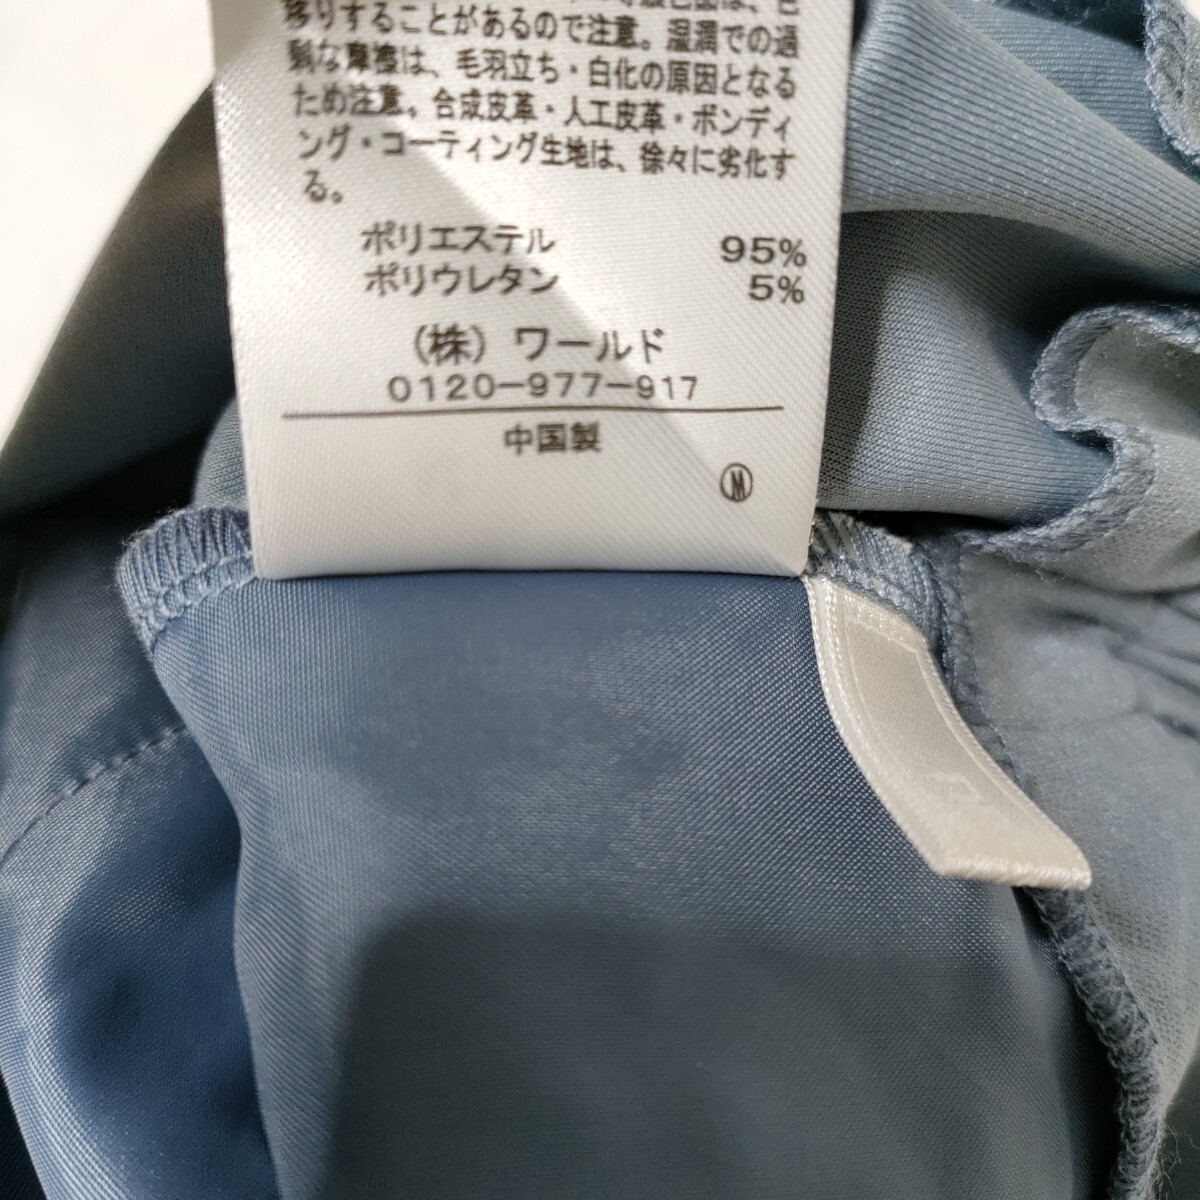 移りすることがあるので注意。湿潤での過
剰な摩擦は、毛羽立ち・白化の原因となる
ため注意。合成皮革・人工皮革・ボンディ
ング・コーティング生地は、徐々に劣化す
る。
ポリエステル 95%
ポリウレタン 5%
(株) ワールド
0120-977-917
中国製
Ⓜ